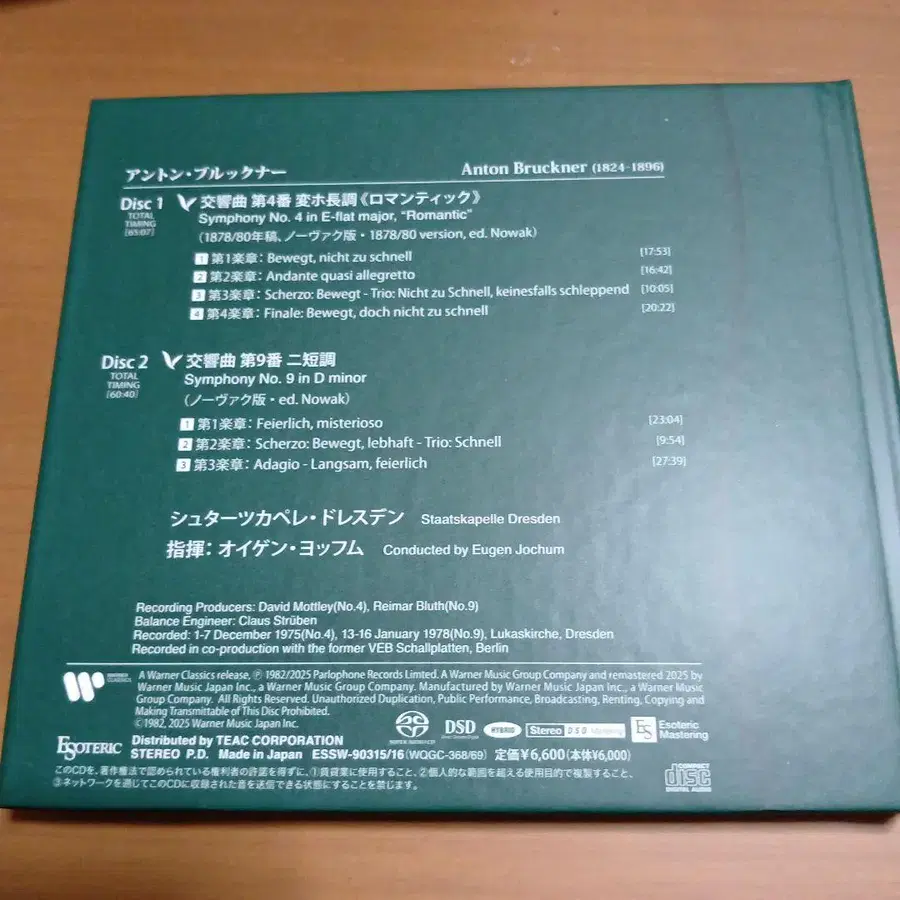 アントン・ブルックナー Anton Bruckner (1824-1896)
Disc 1 交響曲 第4番 変ホ長調《ロマンティック》
TOTAL TIMING [65:07]
Symphony No. 4 in E-flat major, “Romantic”
(1878/80年稿、ノーヴァク版・1878/80 version, ed. Nowak)
1 第1楽章: Bewegt, nicht zu schnell [17:53]
2 第2楽章: Andante quasi allegretto [16:42]
3 第3楽章: Scherzo: Bewegt - Trio: Nicht zu Schnell, keinesfalls schleppend [10:05]
4 第4楽章: Finale: Bewegt, doch nicht zu schnell [20:22]
Disc 2 交響曲 第9番 ニ短調
TOTAL TIMING [60:40]
Symphony No. 9 in D minor
(ノーヴァク版・ed. Nowak)
1 第1楽章: Feierlich, misterioso [23:04]
2 第2楽章: Scherzo: Bewegt, lebhaft - Trio: Schnell [9:54]
3 第3楽章: Adagio - Langsam, feierlich [27:39]
シュターツカペレ・ドレスデン Staatskapelle Dresden
指揮: オイゲン・ヨッフム Conducted by Eugen Jochum
Recording Producers: David Mottley(No.4), Reimar Bluth(No.9)
Balance Engineer: Claus Strüben
Recorded: 1-7 December 1975(No.4), 13-16 January 1978(No.9), Lukaskirche, Dresden
Recorded in co-production with the former VEB Schallplatten, Berlin
WARNER CLASSICS
A Warner Classics release, ℗ 1982/2025 Parlophone Records Limited. A Warner Music Group Company and remastered 2025 by
Warner Music Japan Inc., a Warner Music Group Company. Manufactured by Warner Music Japan Inc., a Warner Music
Group Company. All Rights Reserved. Unauthorized Duplication, Public Performance, Broadcasting, Renting, Copying and
Making Transmittable of This Disc Prohibited.
©1982, 2025 Warner Music Japan Inc.
SUPER AUDIO CD DSD Direct Stream Digital HYBRID Stereo DSD Mastering ES Esoteric Mastering
ESOTERIC Distributed by TEAC CORPORATION
STEREO P.D. Made in Japan ESSW-90315/16 (WQGC-368/69) 定価¥6,600(本体¥6,000)
このCDを、著作権法で認められている権利者の許諾を得ずに、①賃貸業に使用すること、②個人的な範囲を超える使用目的で複製すること、
③ネットワークを通じてこのCDに収録された音を送信できる状態にすることを禁じます。
COMPACT disc DIGITAL AUDIO